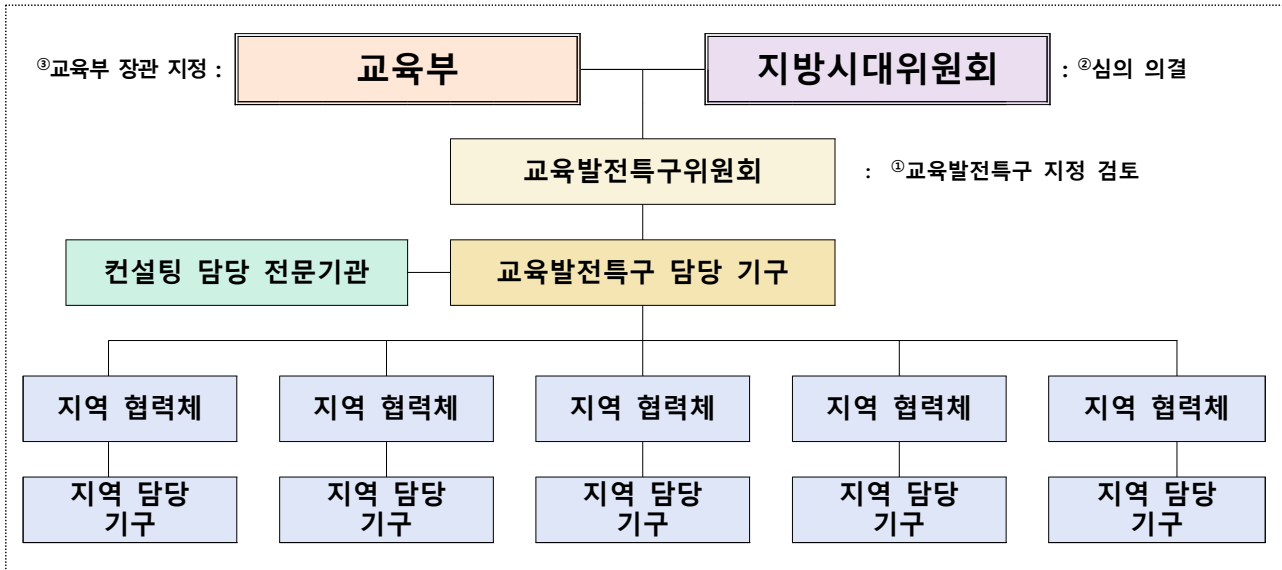 ③교육부 장관 지정 : 교육부 지방시대위원회 : ②심의 의결
교육발전특구위원회 : ①교육발전특구 지정 검토
컨설팅 담당 전문기관 교육발전특구 담당 기구
지역 협력체 지역 협력체 지역 협력체 지역 협력체 지역 협력체
지역 담당 지역 담당 지역 담당 지역 담당 지역 담당
기구 기구 기구 기구 기구